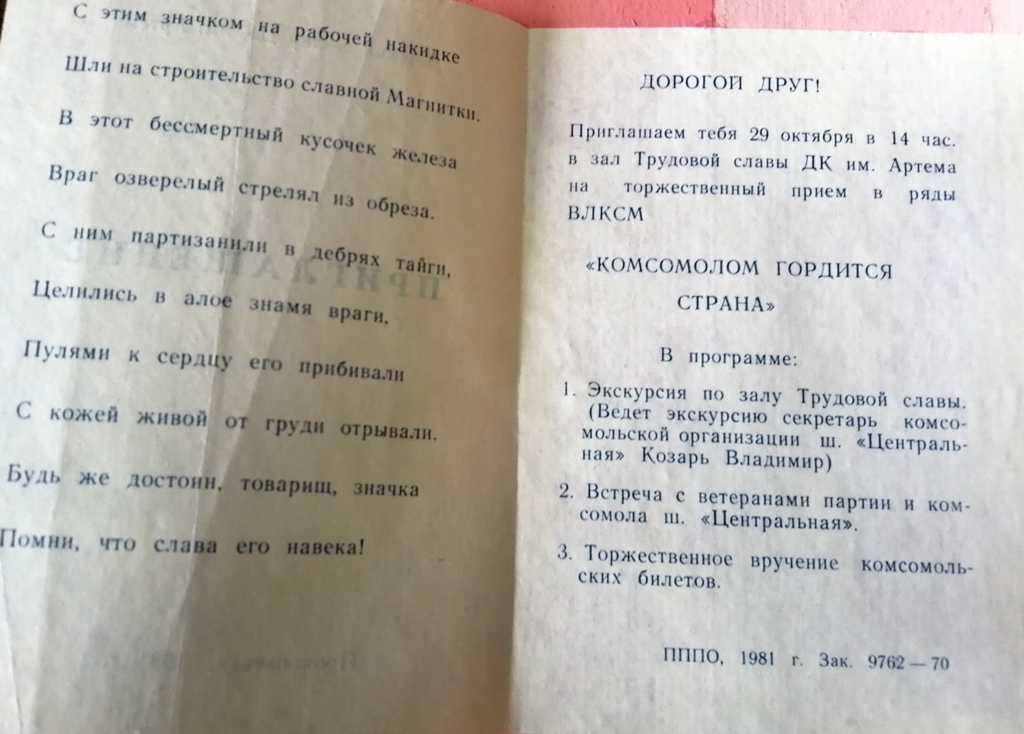 С этим значком на рабочей накидке
Шли на строительство славной Магнитки.
В этот бессмертный кусочек железа
Враг озверелый стрелял из обреза.
С ним партизанили в дебрях тайги,
Целились в алое знамя враги.
Пулями к сердцу его прибивали
С кожей живой от груди отрывали.
Будь же достоин, товарищ, значка
Помни, что слава его навека!
ПРИГЛАШЕНИЕ
ДОРОГОЙ ДРУГ!
Приглашаем тебя 29 октября в 14 час.
в зал Трудовой славы ДК им. Артема
на торжественный прием в ряды
ВЛКСМ
«КОМСОМОЛОМ ГОРДИТСЯ
СТРАНА»
В программе:
1. Экскурсия по залу Трудовой славы.
(Ведет экскурсию секретарь комсо-
мольской организации ш. «Централь-
ная» Козарь Владимир)
2. Встреча с ветеранами партии и ком-
сомола ш. «Центральная».
3. Торжественное вручение комсомоль-
ских билетов.
ПППО, 1981 г. Зак. 9762—70